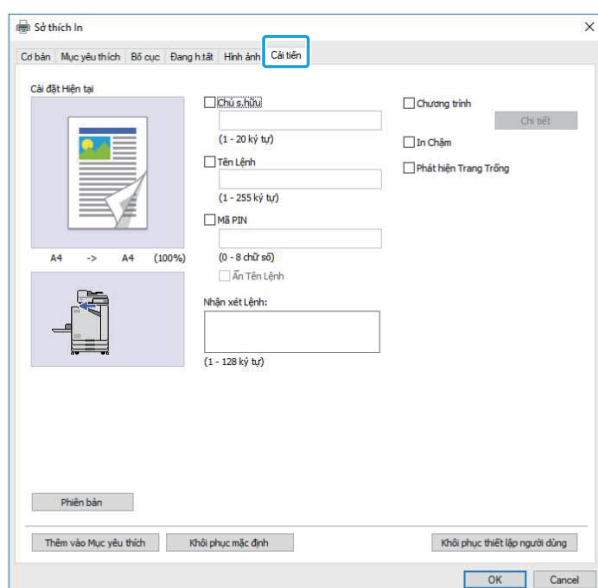 Sở thích In
Cơ bản Mục yêu thích Bố cục Đang h.tất Hình ảnh Cải tiến
Cài đặt Hiện tại
A4 -> A4 (100%)
Chủ s.hữu
(1 - 20 ký tự)
Tên Lệnh
(1 - 255 ký tự)
Mã PIN
(0 - 8 chữ số)
Ẩn Tên Lệnh
Nhận xét Lệnh:
(1 - 128 ký tự)
Chương trình
Chi tiết
In Chậm
Phát hiện Trang Trống
Phiên bản
Thêm vào Mục yêu thích Khôi phục mặc định Khôi phục thiết lập người dùng
OK Cancel